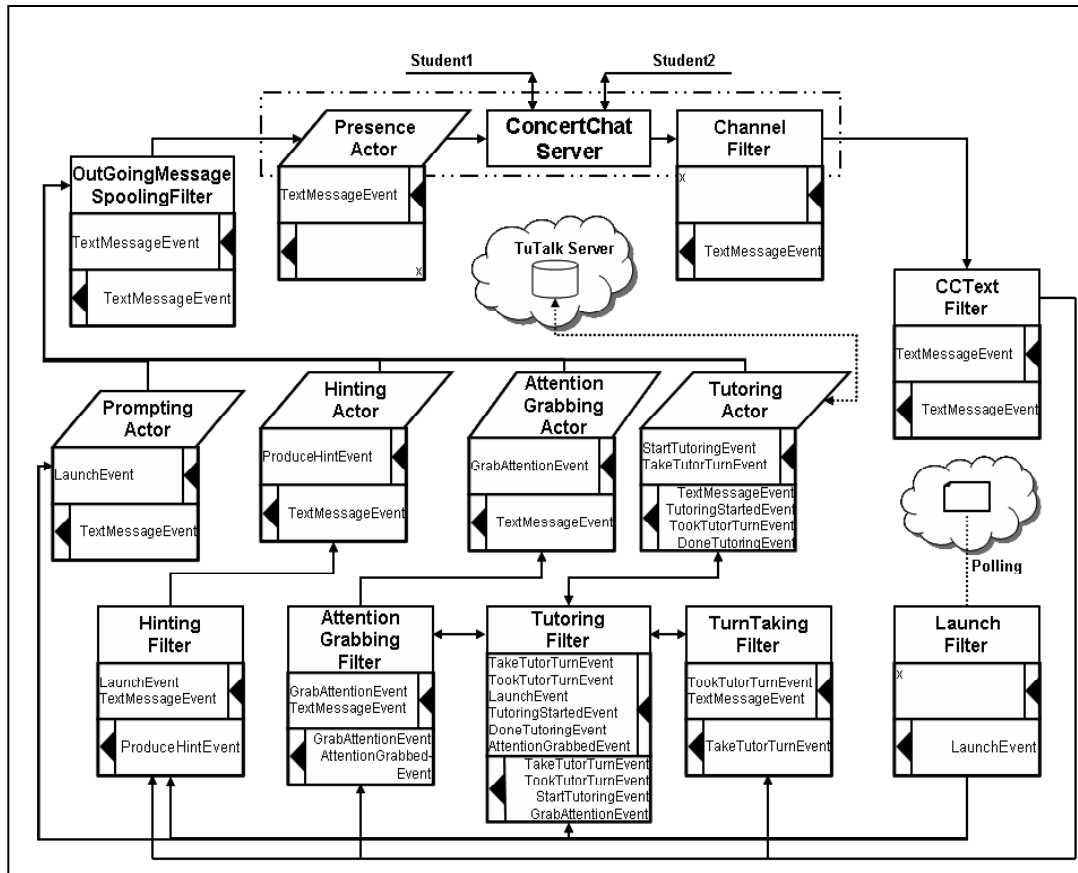 Student1
Student2
Presence
Actor
TextMessageEvent
x
ConcertChat
Server
Channel
Filter
x
TextMessageEvent
OutGoingMessage
SpoolingFilter
TextMessageEvent
TextMessageEvent
TuTalk Server
CCText
Filter
TextMessageEvent
TextMessageEvent
Prompting
Actor
LaunchEvent
TextMessageEvent
Hinting
Actor
ProduceHintEvent
TextMessageEvent
Attention
Grabbing
Actor
GrabAttentionEvent
TextMessageEvent
Tutoring
Actor
StartTutoringEvent
TakeTutorTurnEvent
TextMessageEvent
TutoringStartedEvent
TookTutorTurnEvent
DoneTutoringEvent
Polling
Hinting
Filter
LaunchEvent
TextMessageEvent
ProduceHintEvent
Attention
Grabbing
Filter
GrabAttentionEvent
TextMessageEvent
GrabAttentionEvent
AttentionGrabbed-
Event
Tutoring
Filter
TakeTutorTurnEvent
TookTutorTurnEvent
LaunchEvent
TutoringStartedEvent
DoneTutoringEvent
AttentionGrabbedEvent
TakeTutorTurnEvent
TookTutorTurnEvent
StartTutoringEvent
GrabAttentionEvent
TurnTaking
Filter
TookTutorTurnEvent
TextMessageEvent
TakeTutorTurnEvent
Launch
Filter
x
LaunchEvent